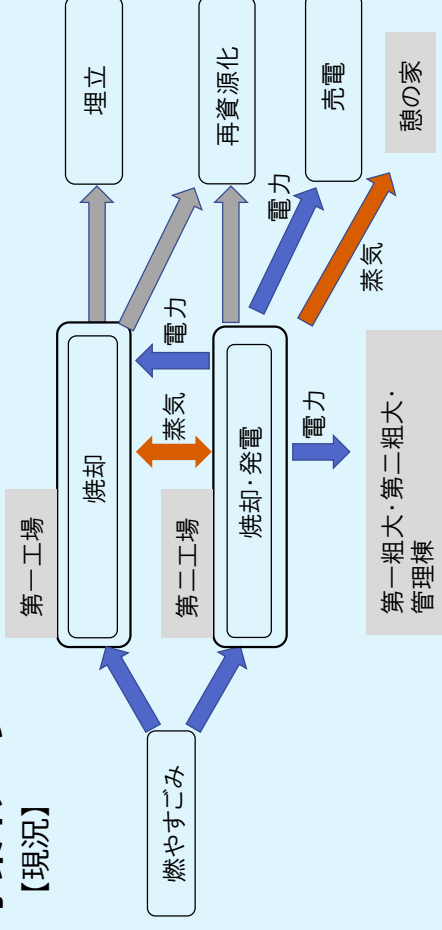 【現況】
燃やすごみ
第一工場
焼却
第二工場
焼却・発電
蒸気
電力
電力
第一粗大・第二粗大・
管理棟
埋立
再資源化
電力
売電
蒸気
憩の家